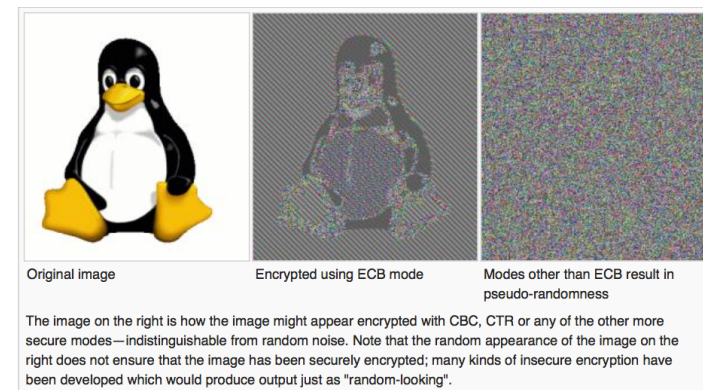 Original image
Encrypted using ECB mode
Modes other than ECB result in
pseudo-randomness
The image on the right is how the image might appear encrypted with CBC, CTR or any of the other more
secure modes—indistinguishable from random noise. Note that the random appearance of the image on the
right does not ensure that the image has been securely encrypted; many kinds of insecure encryption have
been developed which would produce output just as "random-looking".